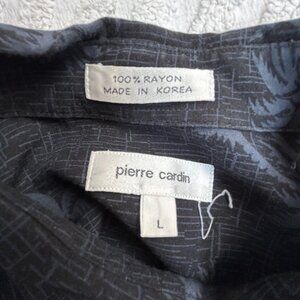 100% RAYON
MADE IN KOREA
pierre cardin
L